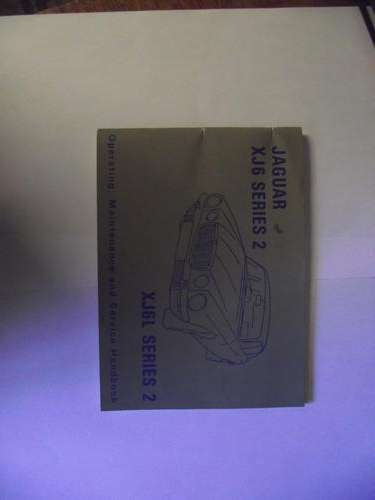 JAGUAR
XJ6 SERIES 2
XJ6L SERIES 2
Operating, Maintenance and Service Handbook